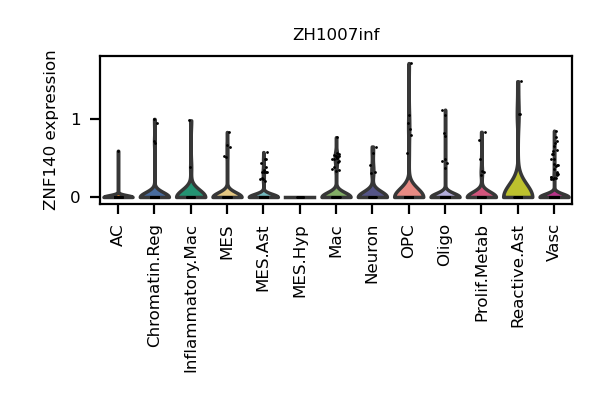 ZH1007inf
ZNF140 expression
1
0
AC
Chromatin.Reg
Inflammatory.Mac
MES
MES.Ast
MES.Hyp
Mac
Neuron
OPC
Oligo
Prolif.Metab
Reactive.Ast
Vasc